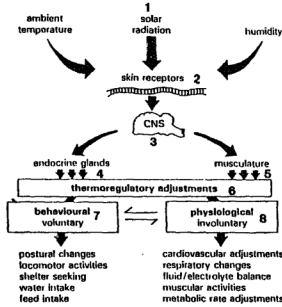 1
ambient temperature
solar radiation
humidity
skin receptors 2
CNS
3
endocrine glands
4
musculature
5
thermoregulatory adjustments 6
behavioural voluntary 7
physiological involuntary 8
postural changes
locomotor activities
shelter seeking
water intake
feed intake
cardiovascular adjustments
respiratory changes
fluid/electrolyte balance
muscular activities
metabolic rate adjustments